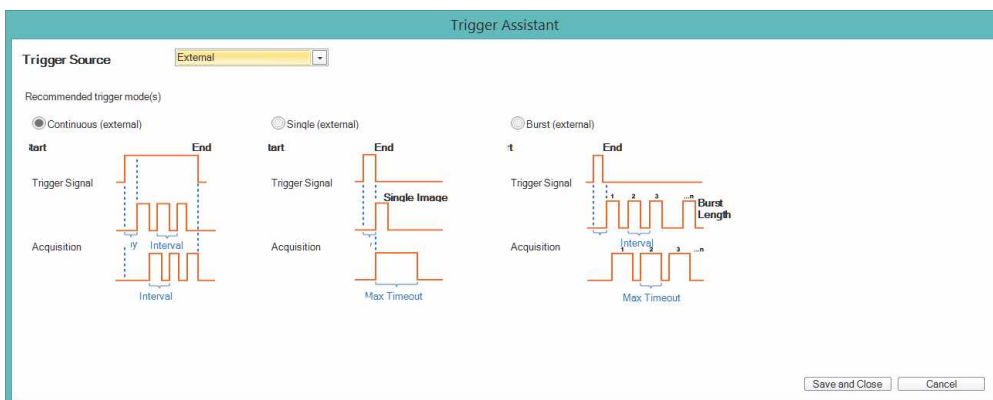 Trigger Assistant
Trigger Source
External
Recommended trigger mode(s)
Continuous (external)
Single (external)
Burst (external)
tart
End
tart
End
t
End
Trigger Signal
Trigger Signal
Trigger Signal
Single Image
1 2 3 ...n
Burst
Length
Acquisition
Interval
Acquisition
Acquisition
Interval
1 2 3 ...n
Interval
Max Timeout
Max Timeout
Save and Close
Cancel